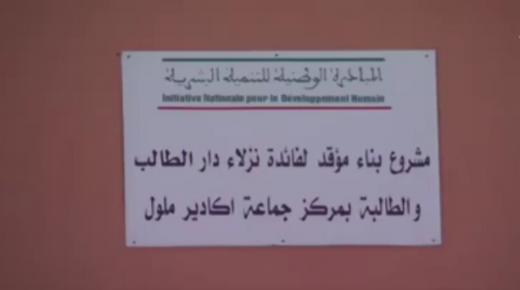 المبادرة الوطنية للتنمية البشرية
Initiative Nationale pour le Développement Humain
مشروع بناء مؤقد لفائدة نزلاء دار الطالب
والطالبة بمركز جماعة اكادير ملول